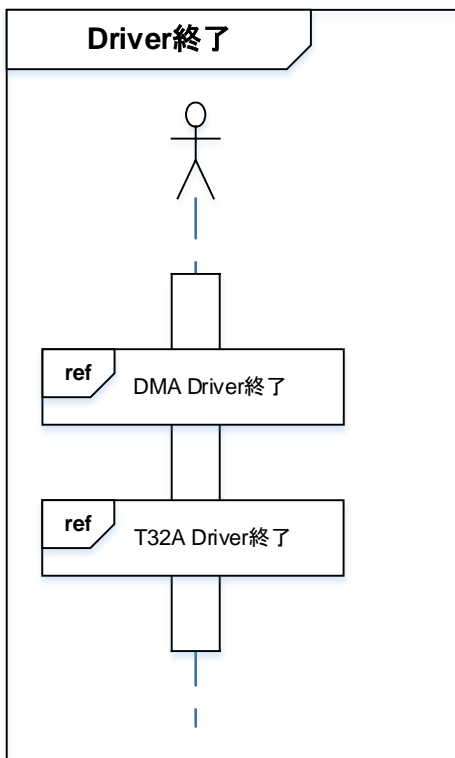 Driver終了
ref
DMA Driver終了
ref
T32A Driver終了